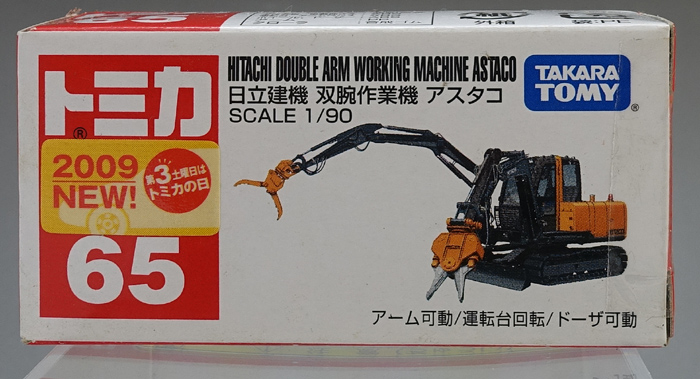 外箱
トミカ
®
2009
NEW!
第3土曜日は
トミカの日
65
HITACHI DOUBLE ARM WORKING MACHINE ASTACO
日立建機 双腕作業機 アスタコ
SCALE 1/90
TAKARA
TOMY
®
アーム可動/運転台回転/ドーザ可動